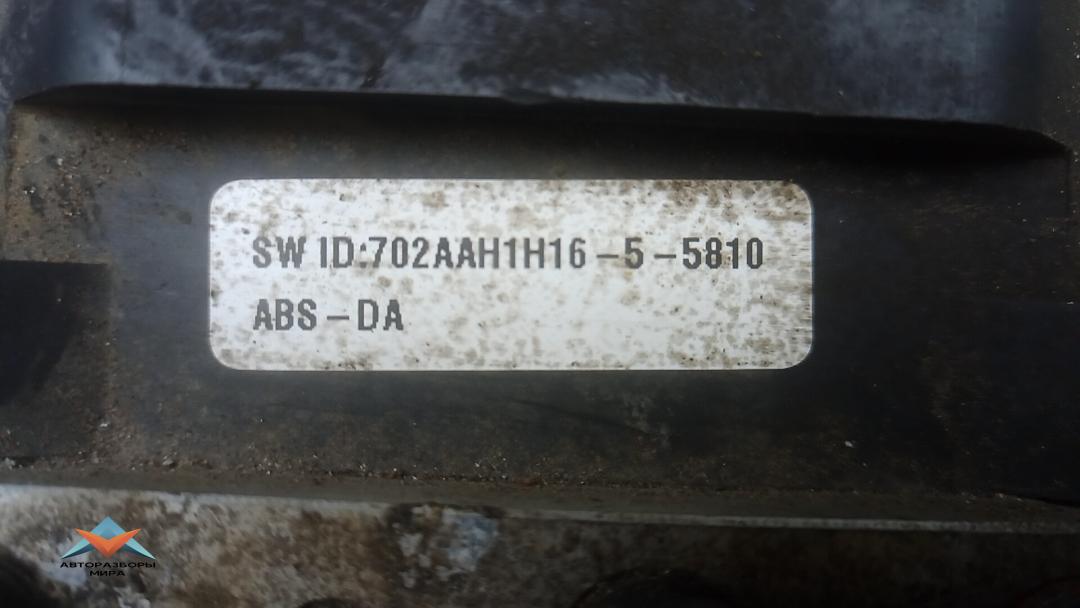 SW ID:702AAH1H16-5-5810
ABS-DA
АВТОРАЗБОРЫ
МИРА